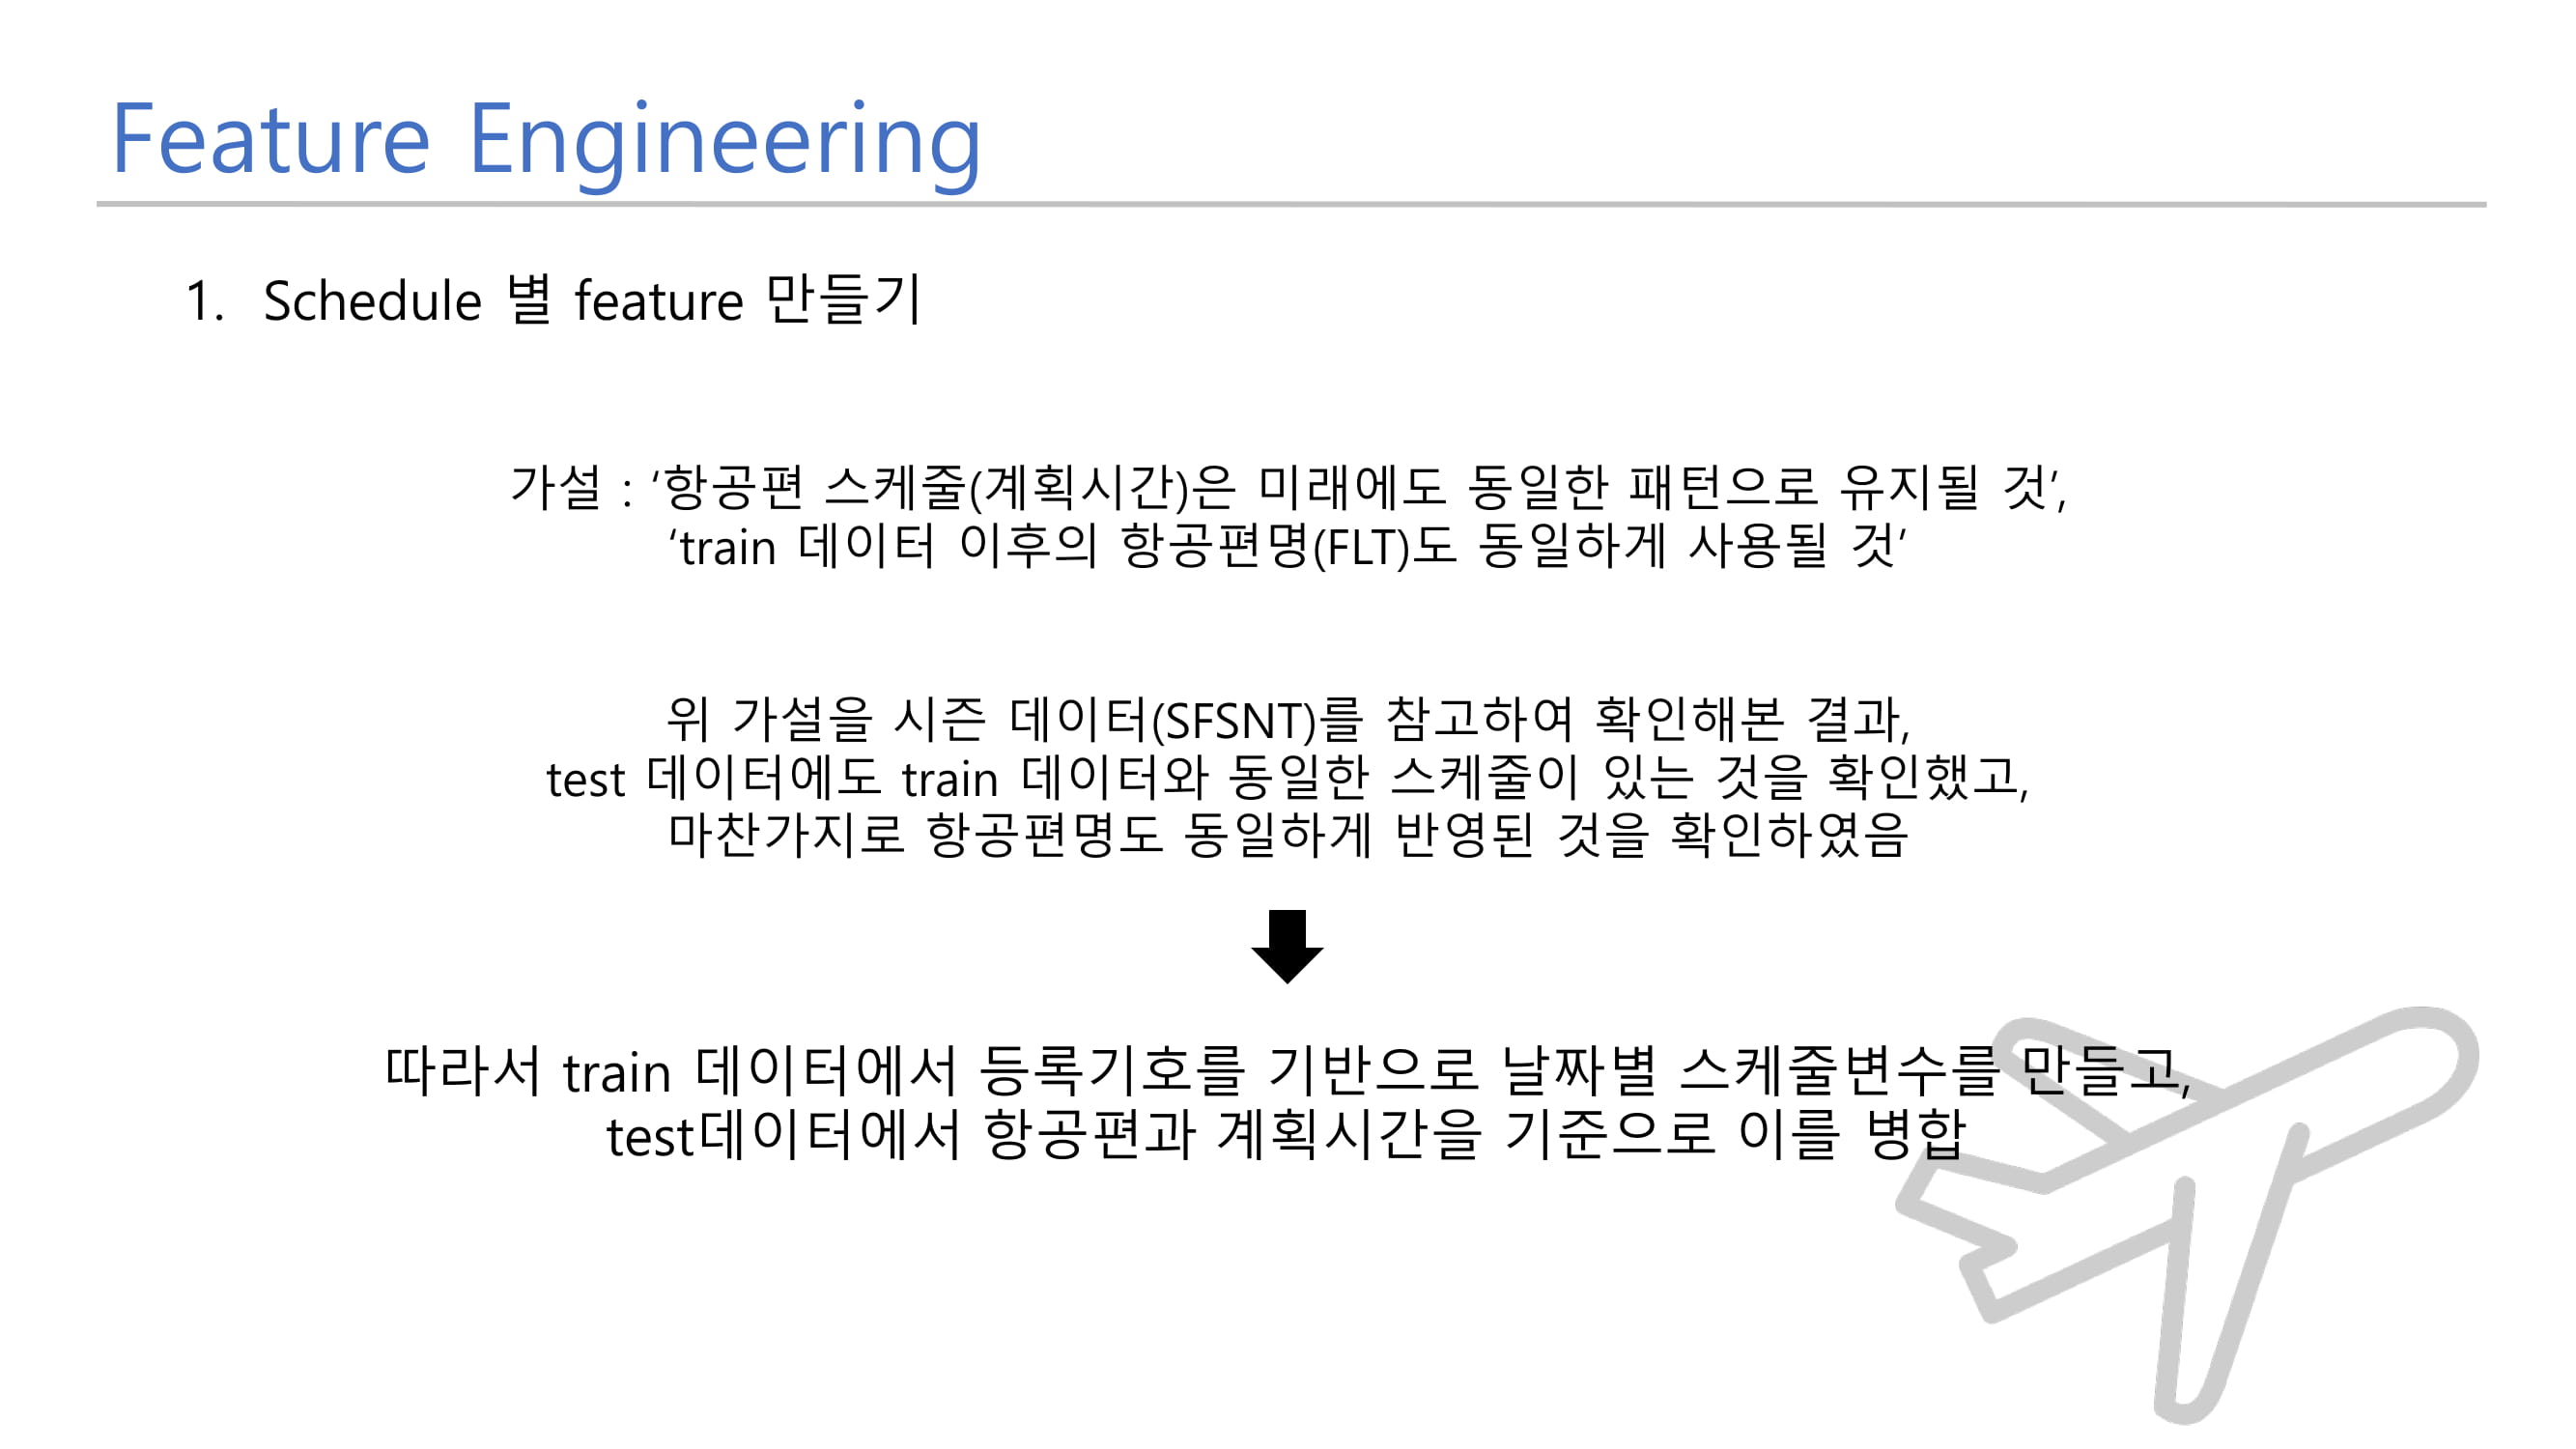 Feature Engineering
1. Schedule 별 feature 만들기
가설 : ‘항공편 스케줄(계획시간)은 미래에도 동일한 패턴으로 유지될 것’,
‘train 데이터 이후의 항공편명(FLT)도 동일하게 사용될 것’
위 가설을 시즌 데이터(SFSNT)를 참고하여 확인해본 결과,
test 데이터에도 train 데이터와 동일한 스케줄이 있는 것을 확인했고,
마찬가지로 항공편명도 동일하게 반영된 것을 확인하였음
따라서 train 데이터에서 등록기호를 기반으로 날짜별 스케줄변수를 만들고,
test데이터에서 항공편과 계획시간을 기준으로 이를 병합